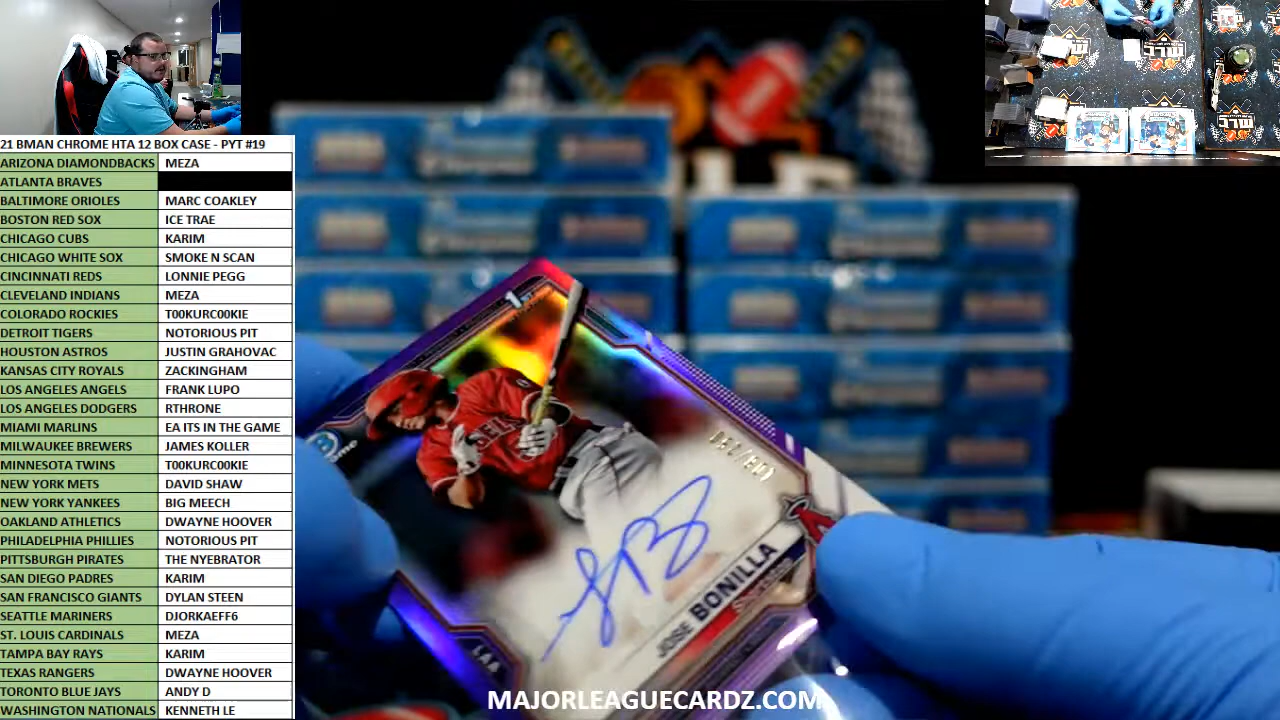 21 BMAN CHROME HTA 12 BOX CASE - PYT #19
ARIZONA DIAMONDBACKS MEZA
ATLANTA BRAVES
BALTIMORE ORIOLES MARC COAKLEY
BOSTON RED SOX ICE TRAE
CHICAGO CUBS KARIM
CHICAGO WHITE SOX SMOKE N SCAN
CINCINNATI REDS LONNIE PEGG
CLEVELAND INDIANS MEZA
COLORADO ROCKIES T00KURC00KIE
DETROIT TIGERS NOTORIOUS PIT
HOUSTON ASTROS JUSTIN GRAHOVAC
KANSAS CITY ROYALS ZACKINGHAM
LOS ANGELES ANGELS FRANK LUPO
LOS ANGELES DODGERS RTHRONE
MIAMI MARLINS EA ITS IN THE GAME
MILWAUKEE BREWERS JAMES KOLLER
MINNESOTA TWINS T00KURC00KIE
NEW YORK METS DAVID SHAW
NEW YORK YANKEES BIG MEECH
OAKLAND ATHLETICS DWAYNE HOOVER
PHILADELPHIA PHILLIES NOTORIOUS PIT
PITTSBURGH PIRATES THE NYEBRATOR
SAN DIEGO PADRES KARIM
SAN FRANCISCO GIANTS DYLAN STEEN
SEATTLE MARINERS DJORKAEFF6
ST. LOUIS CARDINALS MEZA
TAMPA BAY RAYS KARIM
TEXAS RANGERS DWAYNE HOOVER
TORONTO BLUE JAYS ANDY D
WASHINGTON NATIONALS KENNETH LE
1st
JOSE BONILLA
LAA
MAJORLEAGUECARDZ.COM